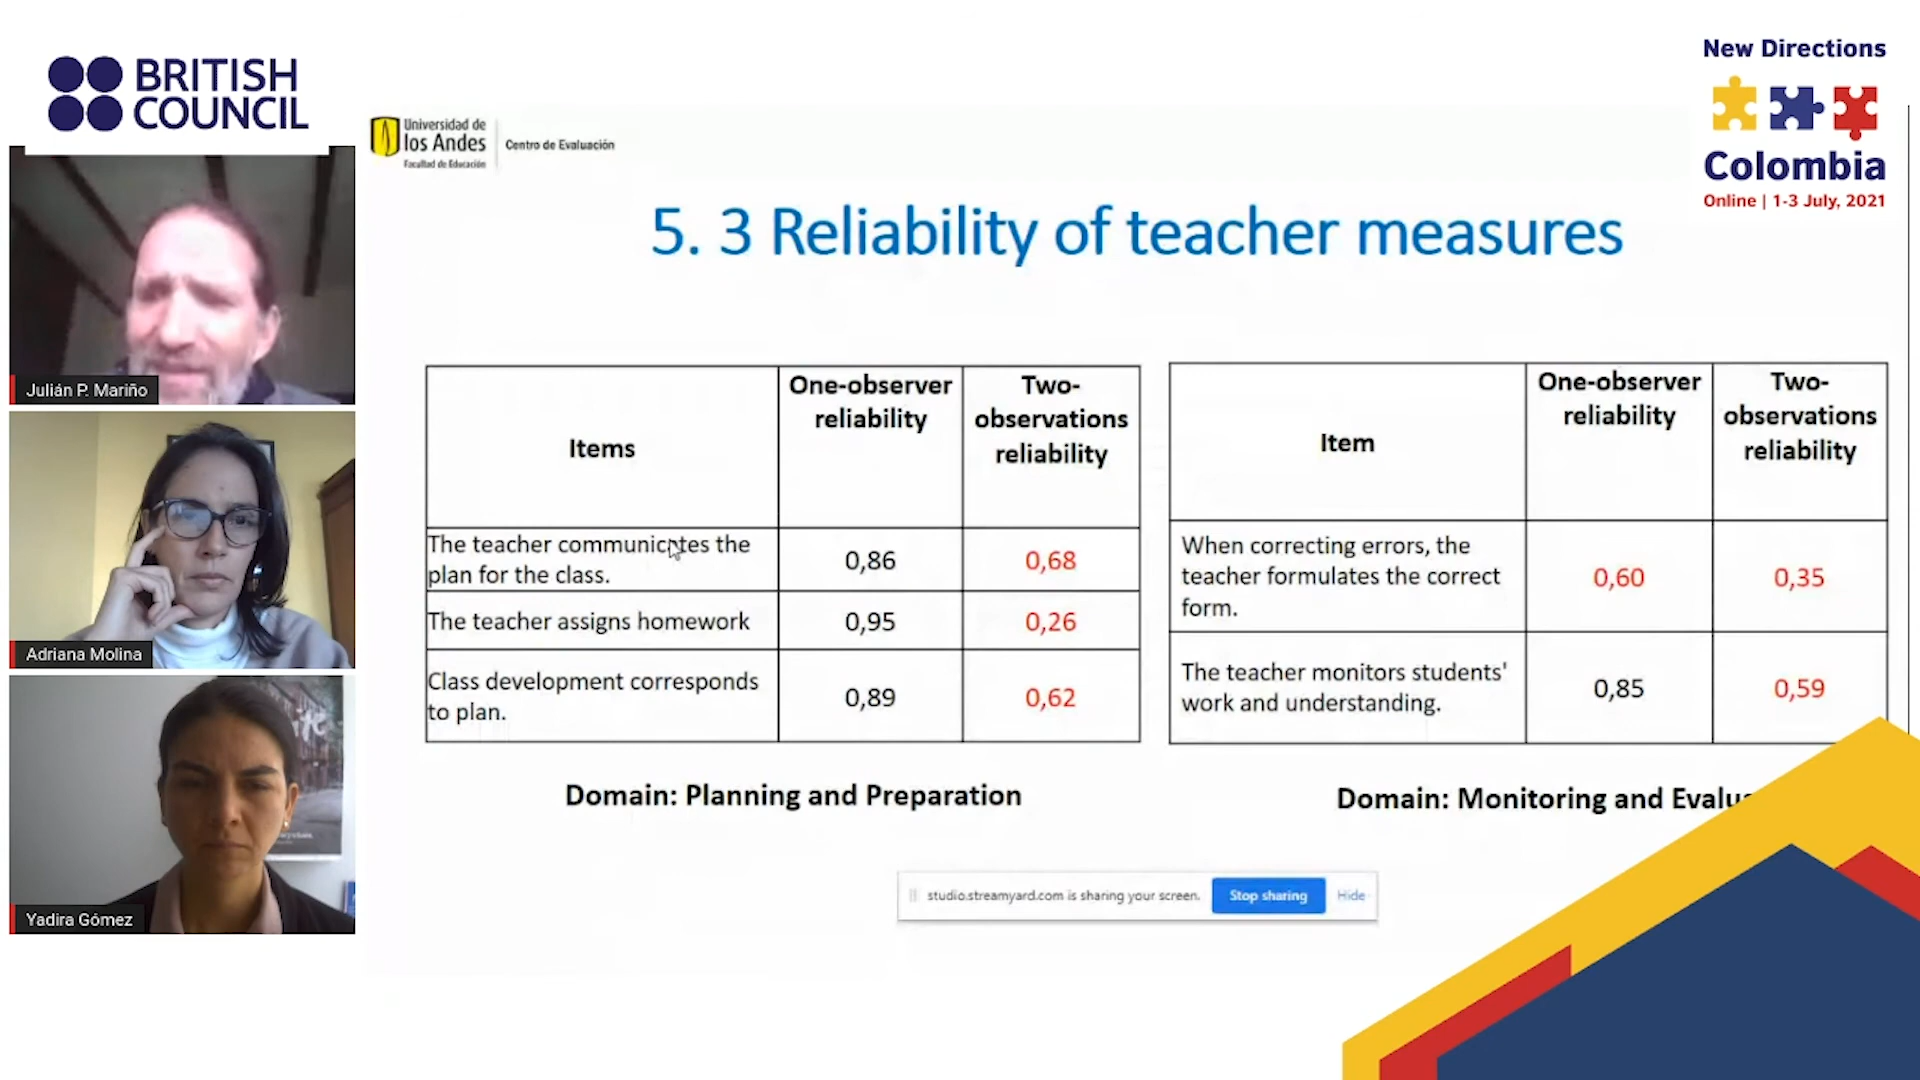 BRITISH
COUNCIL
New Directions
Colombia
Online | 1-3 July, 2021
Universidad de
los Andes
Facultad de Educación
Centro de Evaluación
5. 3 Reliability of teacher measures
Julián P. Mariño
Adriana Molina
Yadira Gómez
Items
One-observer
reliability
Two-
observations
reliability
The teacher communicates the
plan for the class.
0,86
0,68
The teacher assigns homework
0,95
0,26
Class development corresponds
to plan.
0,89
0,62
Domain: Planning and Preparation
Item
One-observer
reliability
Two-
observations
reliability
When correcting errors, the
teacher formulates the correct
form.
0,60
0,35
The teacher monitors students'
work and understanding.
0,85
0,59
Domain: Monitoring and
studio.streamyard.com is sharing your screen.
Stop sharing
Hide